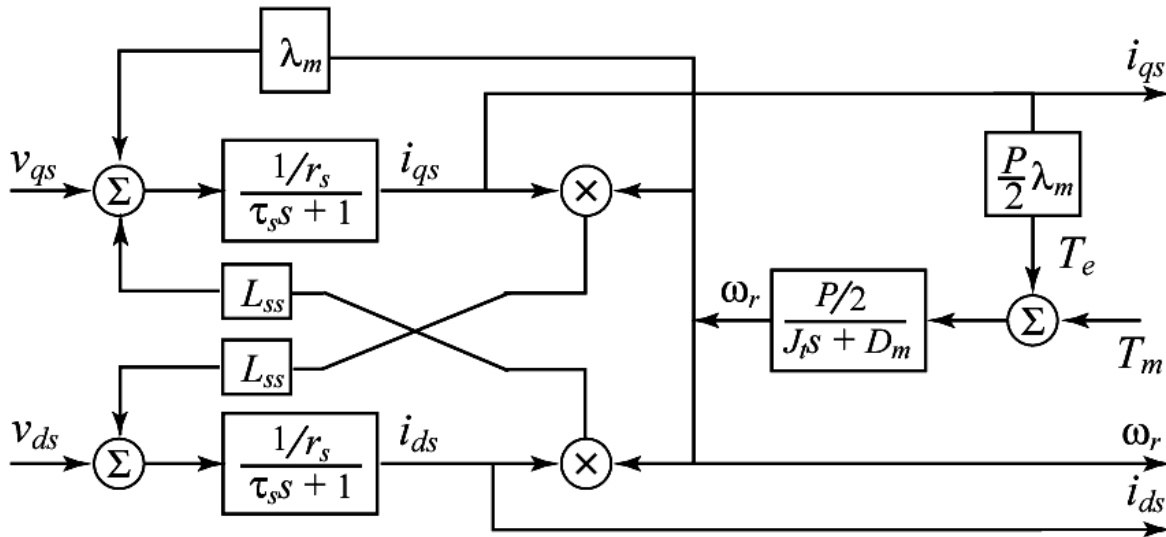 λm
iqs
vqs
Σ
1/rs
τss + 1
iqs
×
P
2
λm
Lss
Te
ωr
P/2
Jts + Dm
Σ
Tm
Lss
vds
Σ
1/rs
τss + 1
ids
×
ωr
ids